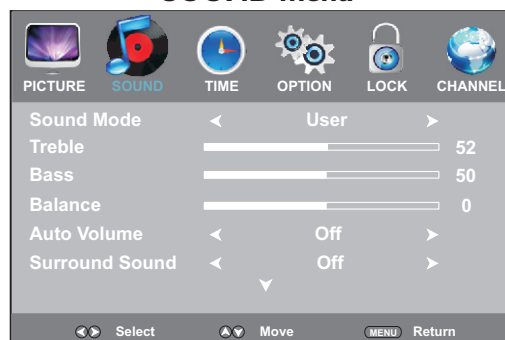 PICTURE SOUND TIME OPTION LOCK CHANNEL
Sound Mode User
Treble 52
Bass 50
Balance 0
Auto Volume Off
Surround Sound Off
Select Move MENU Return